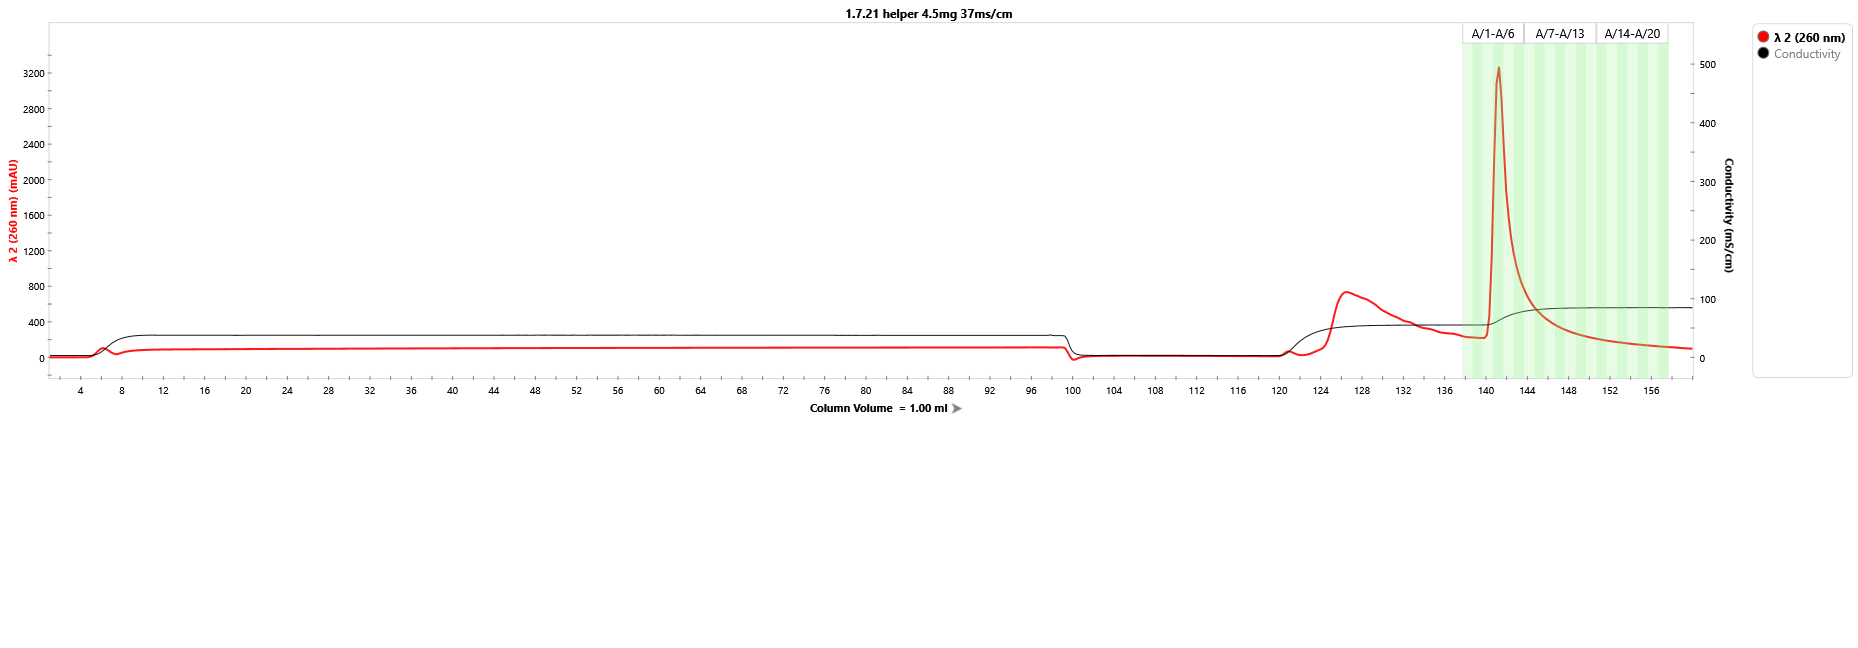 1.7.21 helper 4.5mg 37ms/cm
A/1-A/6 A/7-A/13 A/14-A/20
λ 2 (260 nm)
Conductivity
λ 2 (260 nm) (mAU)
3200
2800
2400
2000
1600
1200
800
400
0
500
400
300
200
100
0
Conductivity (mS/cm)
4 8 12 16 20 24 28 32 36 40 44 48 52 56 60 64 68 72 76 80 84 88 92 96 100 104 108 112 116 120 124 128 132 136 140 144 148 152 156
Column Volume = 1.00 ml